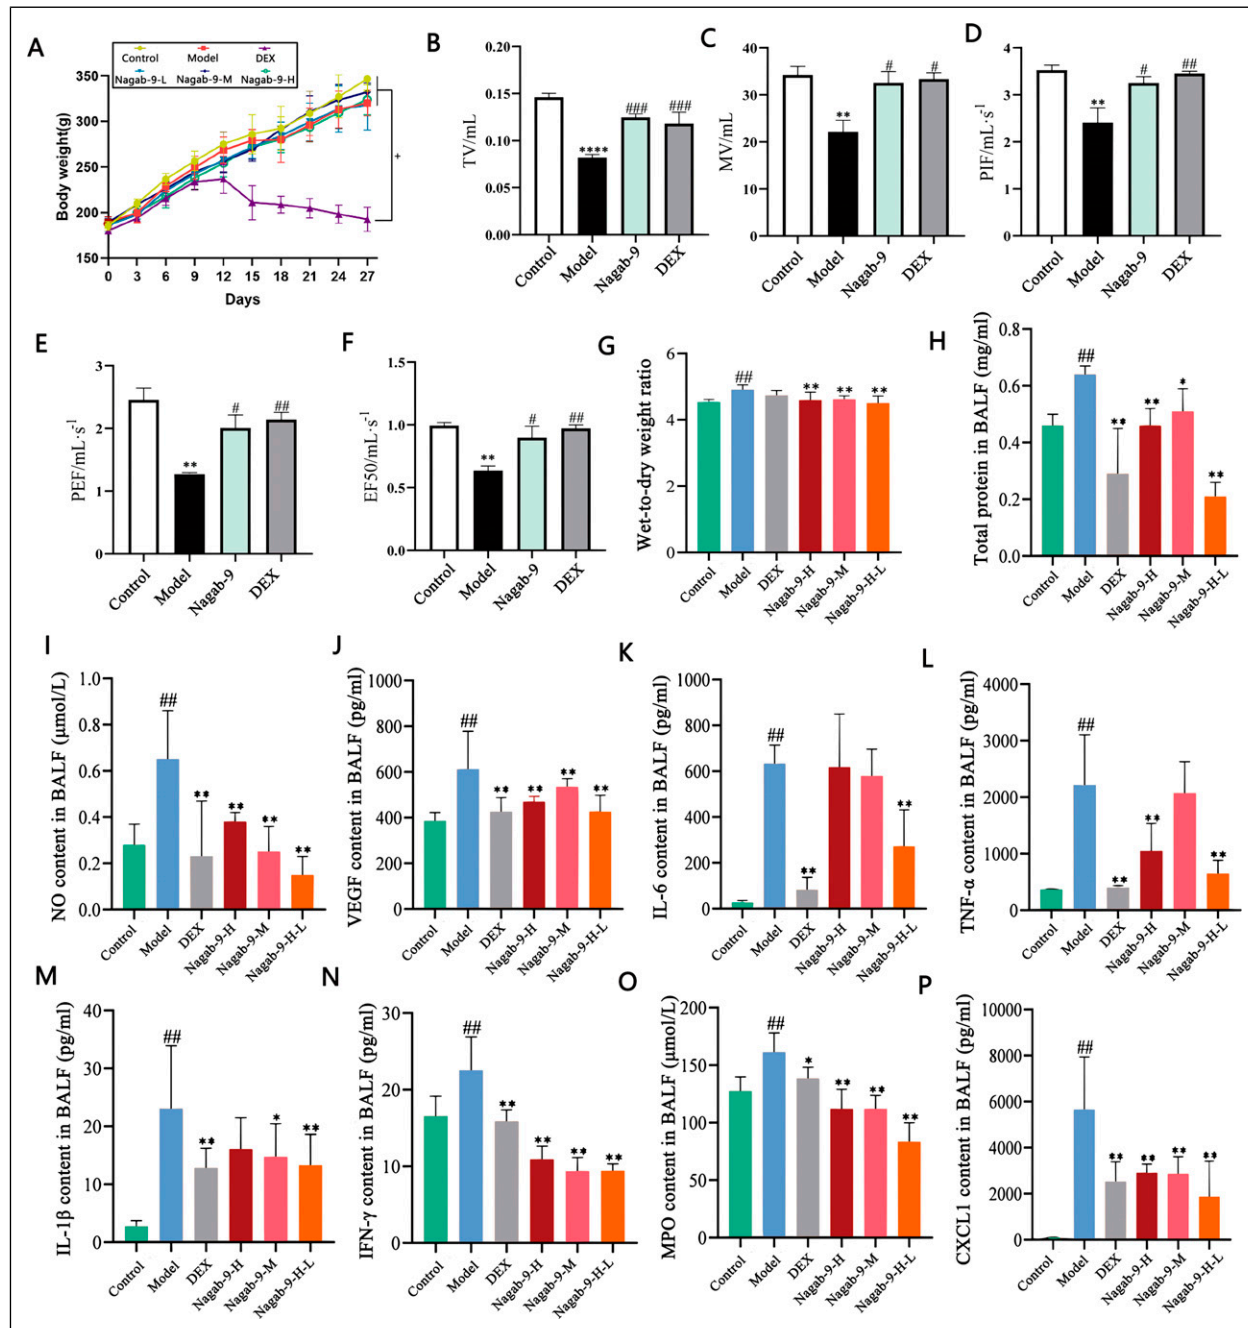 A
Control Model DEX
Nagab-9-L Nagab-9-M Nagab-9-H
Body weight(g)
350
300
250
200
150
0 3 6 9 12 15 18 21 24 27
Days
+
B
TV/mL
0.20
0.15
0.10
0.05
0.00
**** ### ###
Control Model Nagab-9 DEX
C
MV/mL
40
30
20
10
0
** # #
Control Model Nagab-9 DEX
D
PIF/mL·s-1
4
3
2
1
0
** # ##
Control Model Nagab-9 DEX
E
PEF/mL·s-1
3
2
1
0
** # ##
Control Model Nagab-9 DEX
F
EF50/mL·s-1
1.5
1.0
0.5
0.0
** # ##
Control Model Nagab-9 DEX
G
Wet-to-dry weight ratio
6
4
2
0
## ** ** **
Control Model DEX Nagab-9-H Nagab-9-M Nagab-9-H-L
H
Total protein in BALF (mg/ml)
0.8
0.6
0.4
0.2
0.0
## ** ** * **
Control Model DEX Nagab-9-H Nagab-9-M Nagab-9-H-L
I
NO content in BALF (μmol/L)
1.0
0.8
0.6
0.4
0.2
0.0
## ** ** ** **
Control Model DEX Nagab-9-H Nagab-9-M Nagab-9-H-L
J
VEGF content in BALF (pg/ml)
1000
800
600
400
200
0
## ** ** ** **
Control Model DEX Nagab-9-H Nagab-9-M Nagab-9-H-L
K
IL-6 content in BALF (pg/ml)
1000
800
600
400
200
0
## ** **
Control Model DEX Nagab-9-H Nagab-9-M Nagab-9-H-L
L
TNF-α content in BALF (pg/ml)
4000
3000
2000
1000
0
## ** ** **
Control Model DEX Nagab-9-H Nagab-9-M Nagab-9-H-L
M
IL-1β content in BALF (pg/ml)
40
30
20
10
0
## ** * **
Control Model DEX Nagab-9-H Nagab-9-M Nagab-9-H-L
N
IFN-γ content in BALF (pg/ml)
30
20
10
0
## ** ** ** **
Control Model DEX Nagab-9-H Nagab-9-M Nagab-9-H-L
O
MPO content in BALF (μmol/L)
200
150
100
50
0
## * ** ** **
Control Model DEX Nagab-9-H Nagab-9-M Nagab-9-H-L
P
CXCL1 content in BALF (pg/ml)
10000
8000
6000
4000
2000
0
## ** ** ** **
Control Model DEX Nagab-9-H Nagab-9-M Nagab-9-H-L